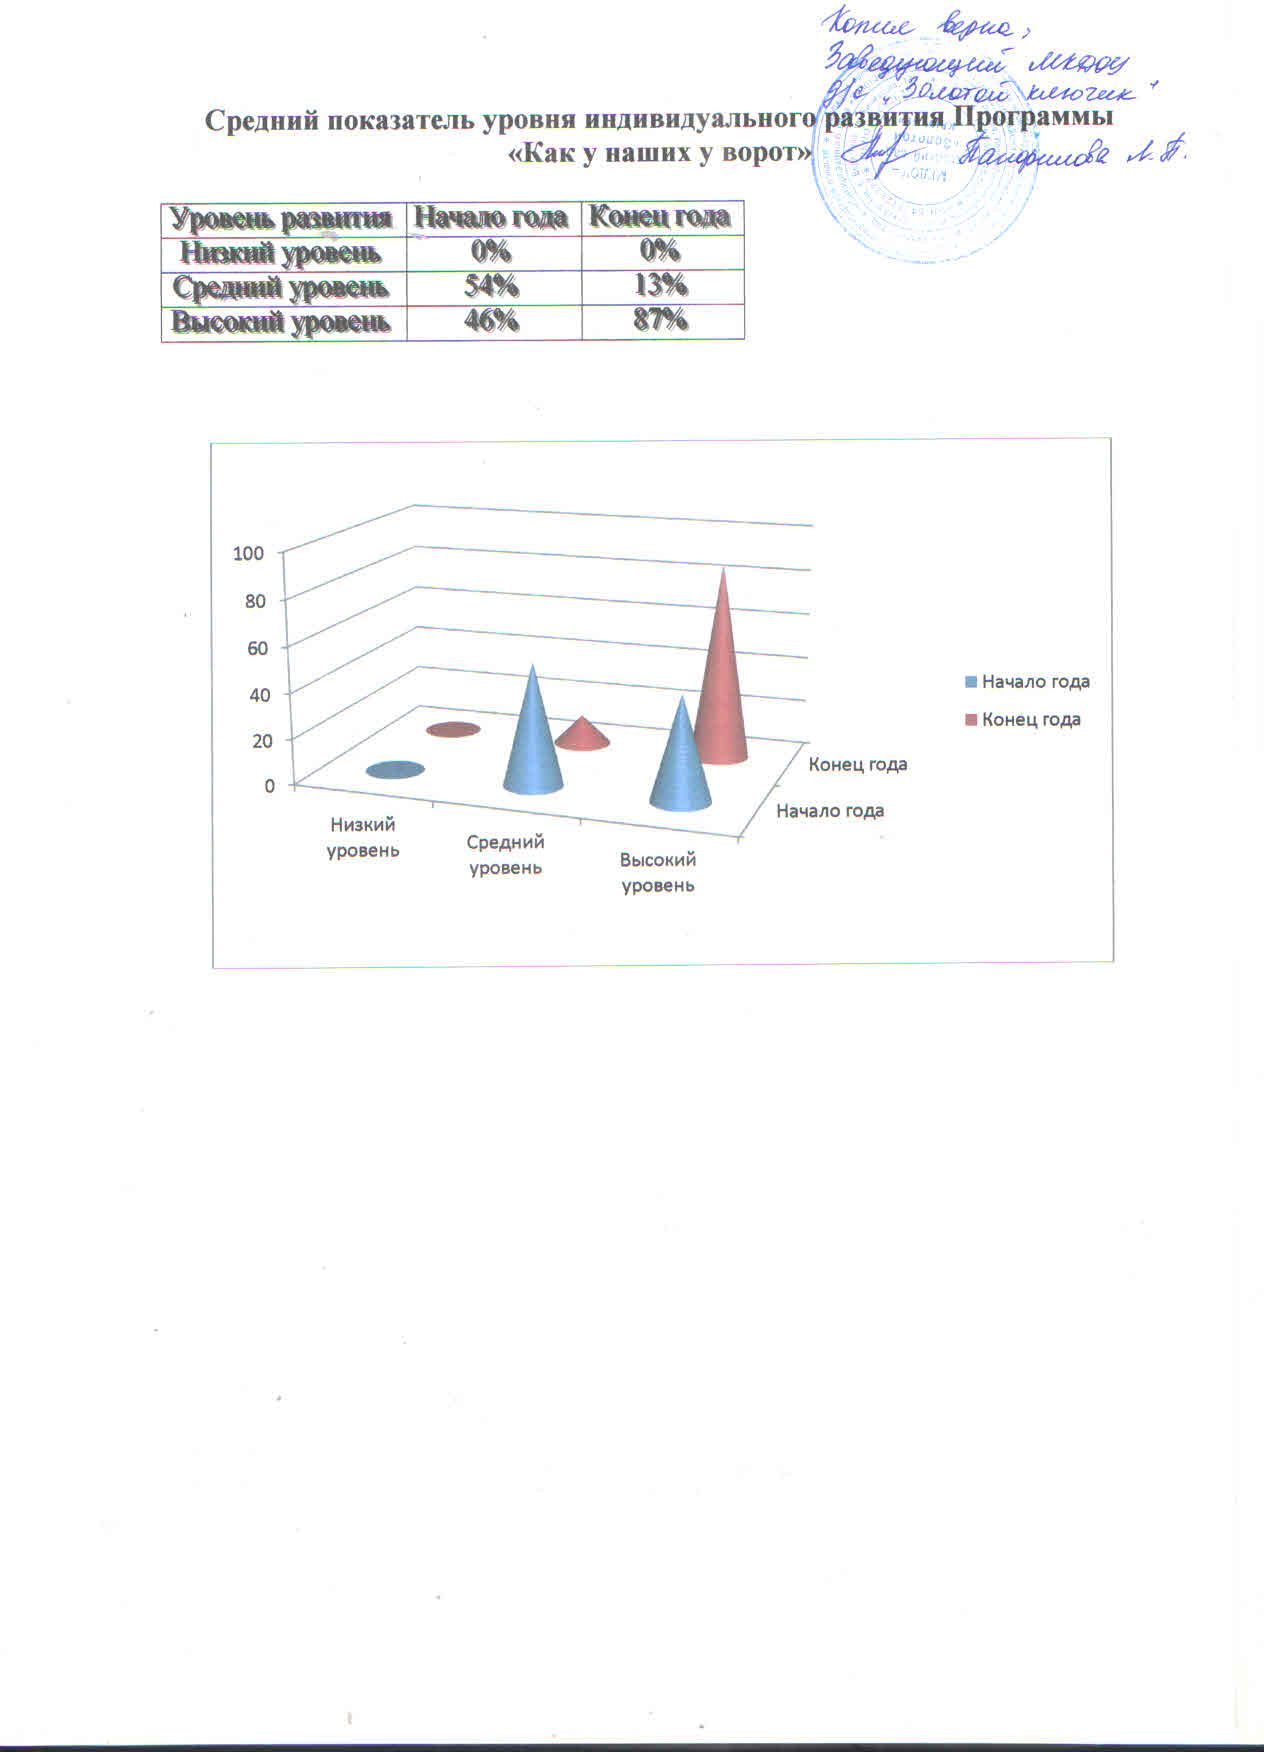 Копия верна:
Заведующий МКДОУ
д/с „Золотой ключик"
Средний показатель уровня индивидуального развития Программы
«Как у наших у ворот»
Уровень развития Начало года Конец года
Низкий уровень 0% 0%
Средний уровень 54% 13%
Высокий уровень 46% 87%
100
80
60
40
20
0
Низкий
уровень
Средний
уровень
Высокий
уровень
Конец года
Начало года
Начало года
Конец года